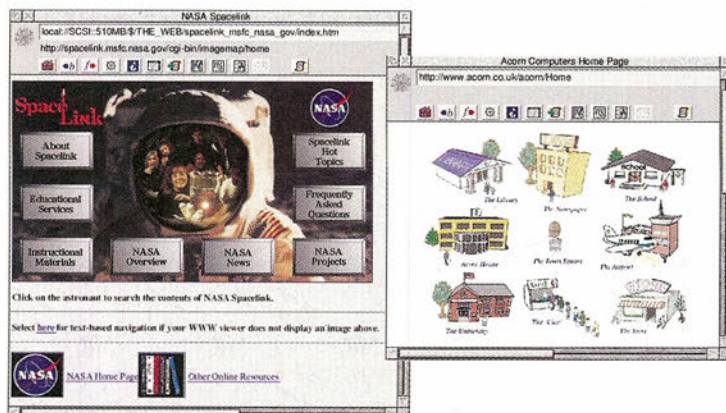 NASA Spacelink
local://SCSI::510MB/$/THE_WEB/spacelink_msfc_nasa_gov/index.htm
http://spacelink.msfc.nasa.gov/cgi-bin/imagemap/home
Space Link
NASA
About Spacelink
Spacelink Hot Topics
Educational Services
Frequently Asked Questions
Instructional Materials
NASA Overview
NASA News
NASA Projects
Click on the astronaut to search the contents of NASA Spacelink.
Select here for text-based navigation if your WWW viewer does not display an image above.
NASA
NASA Home Page
Other Online Resources
Acorn Computers Home Page
http://www.acorn.co.uk/acorn/Home
School
The Library
The Newspaper
The School
Acorn House
The Town Square
The Airport
STORE
The University
The Club
The Store